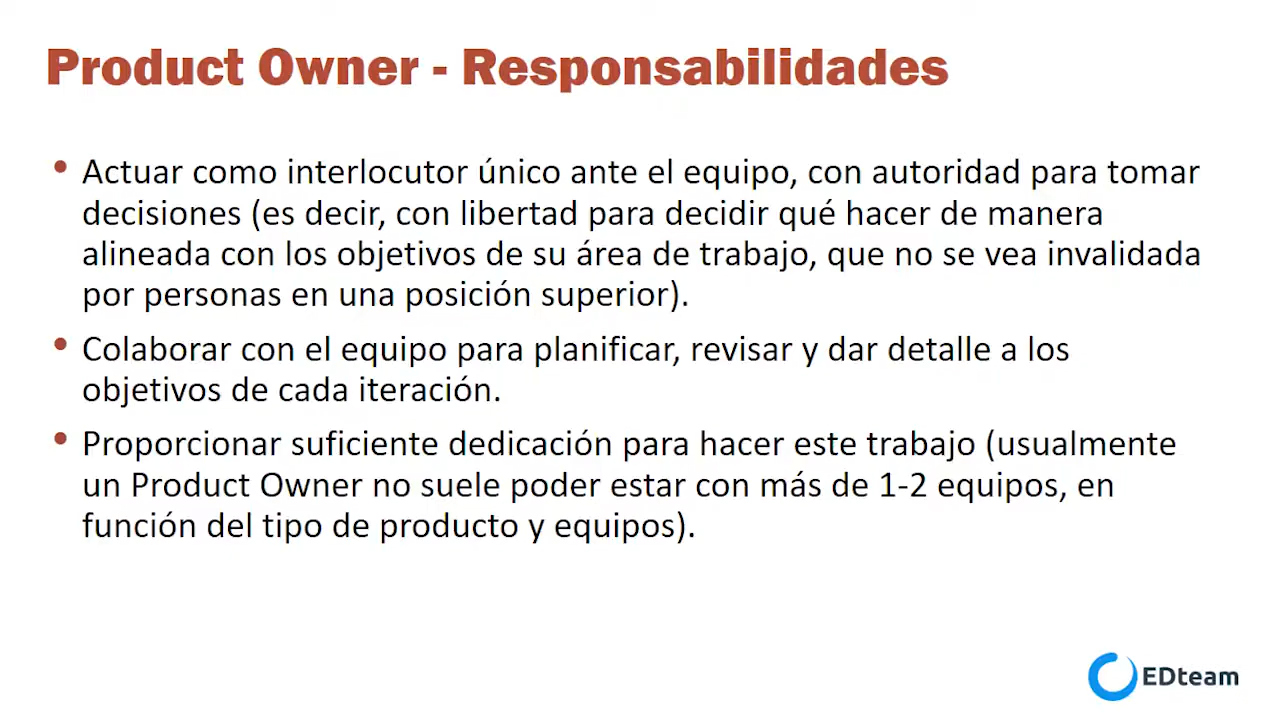 Product Owner - Responsabilidades
• Actuar como interlocutor único ante el equipo, con autoridad para tomar
decisiones (es decir, con libertad para decidir qué hacer de manera
alineada con los objetivos de su área de trabajo, que no se vea invalidada
por personas en una posición superior).
• Colaborar con el equipo para planificar, revisar y dar detalle a los
objetivos de cada iteración.
• Proporcionar suficiente dedicación para hacer este trabajo (usualmente
un Product Owner no suele poder estar con más de 1-2 equipos, en
función del tipo de producto y equipos).
EDteam